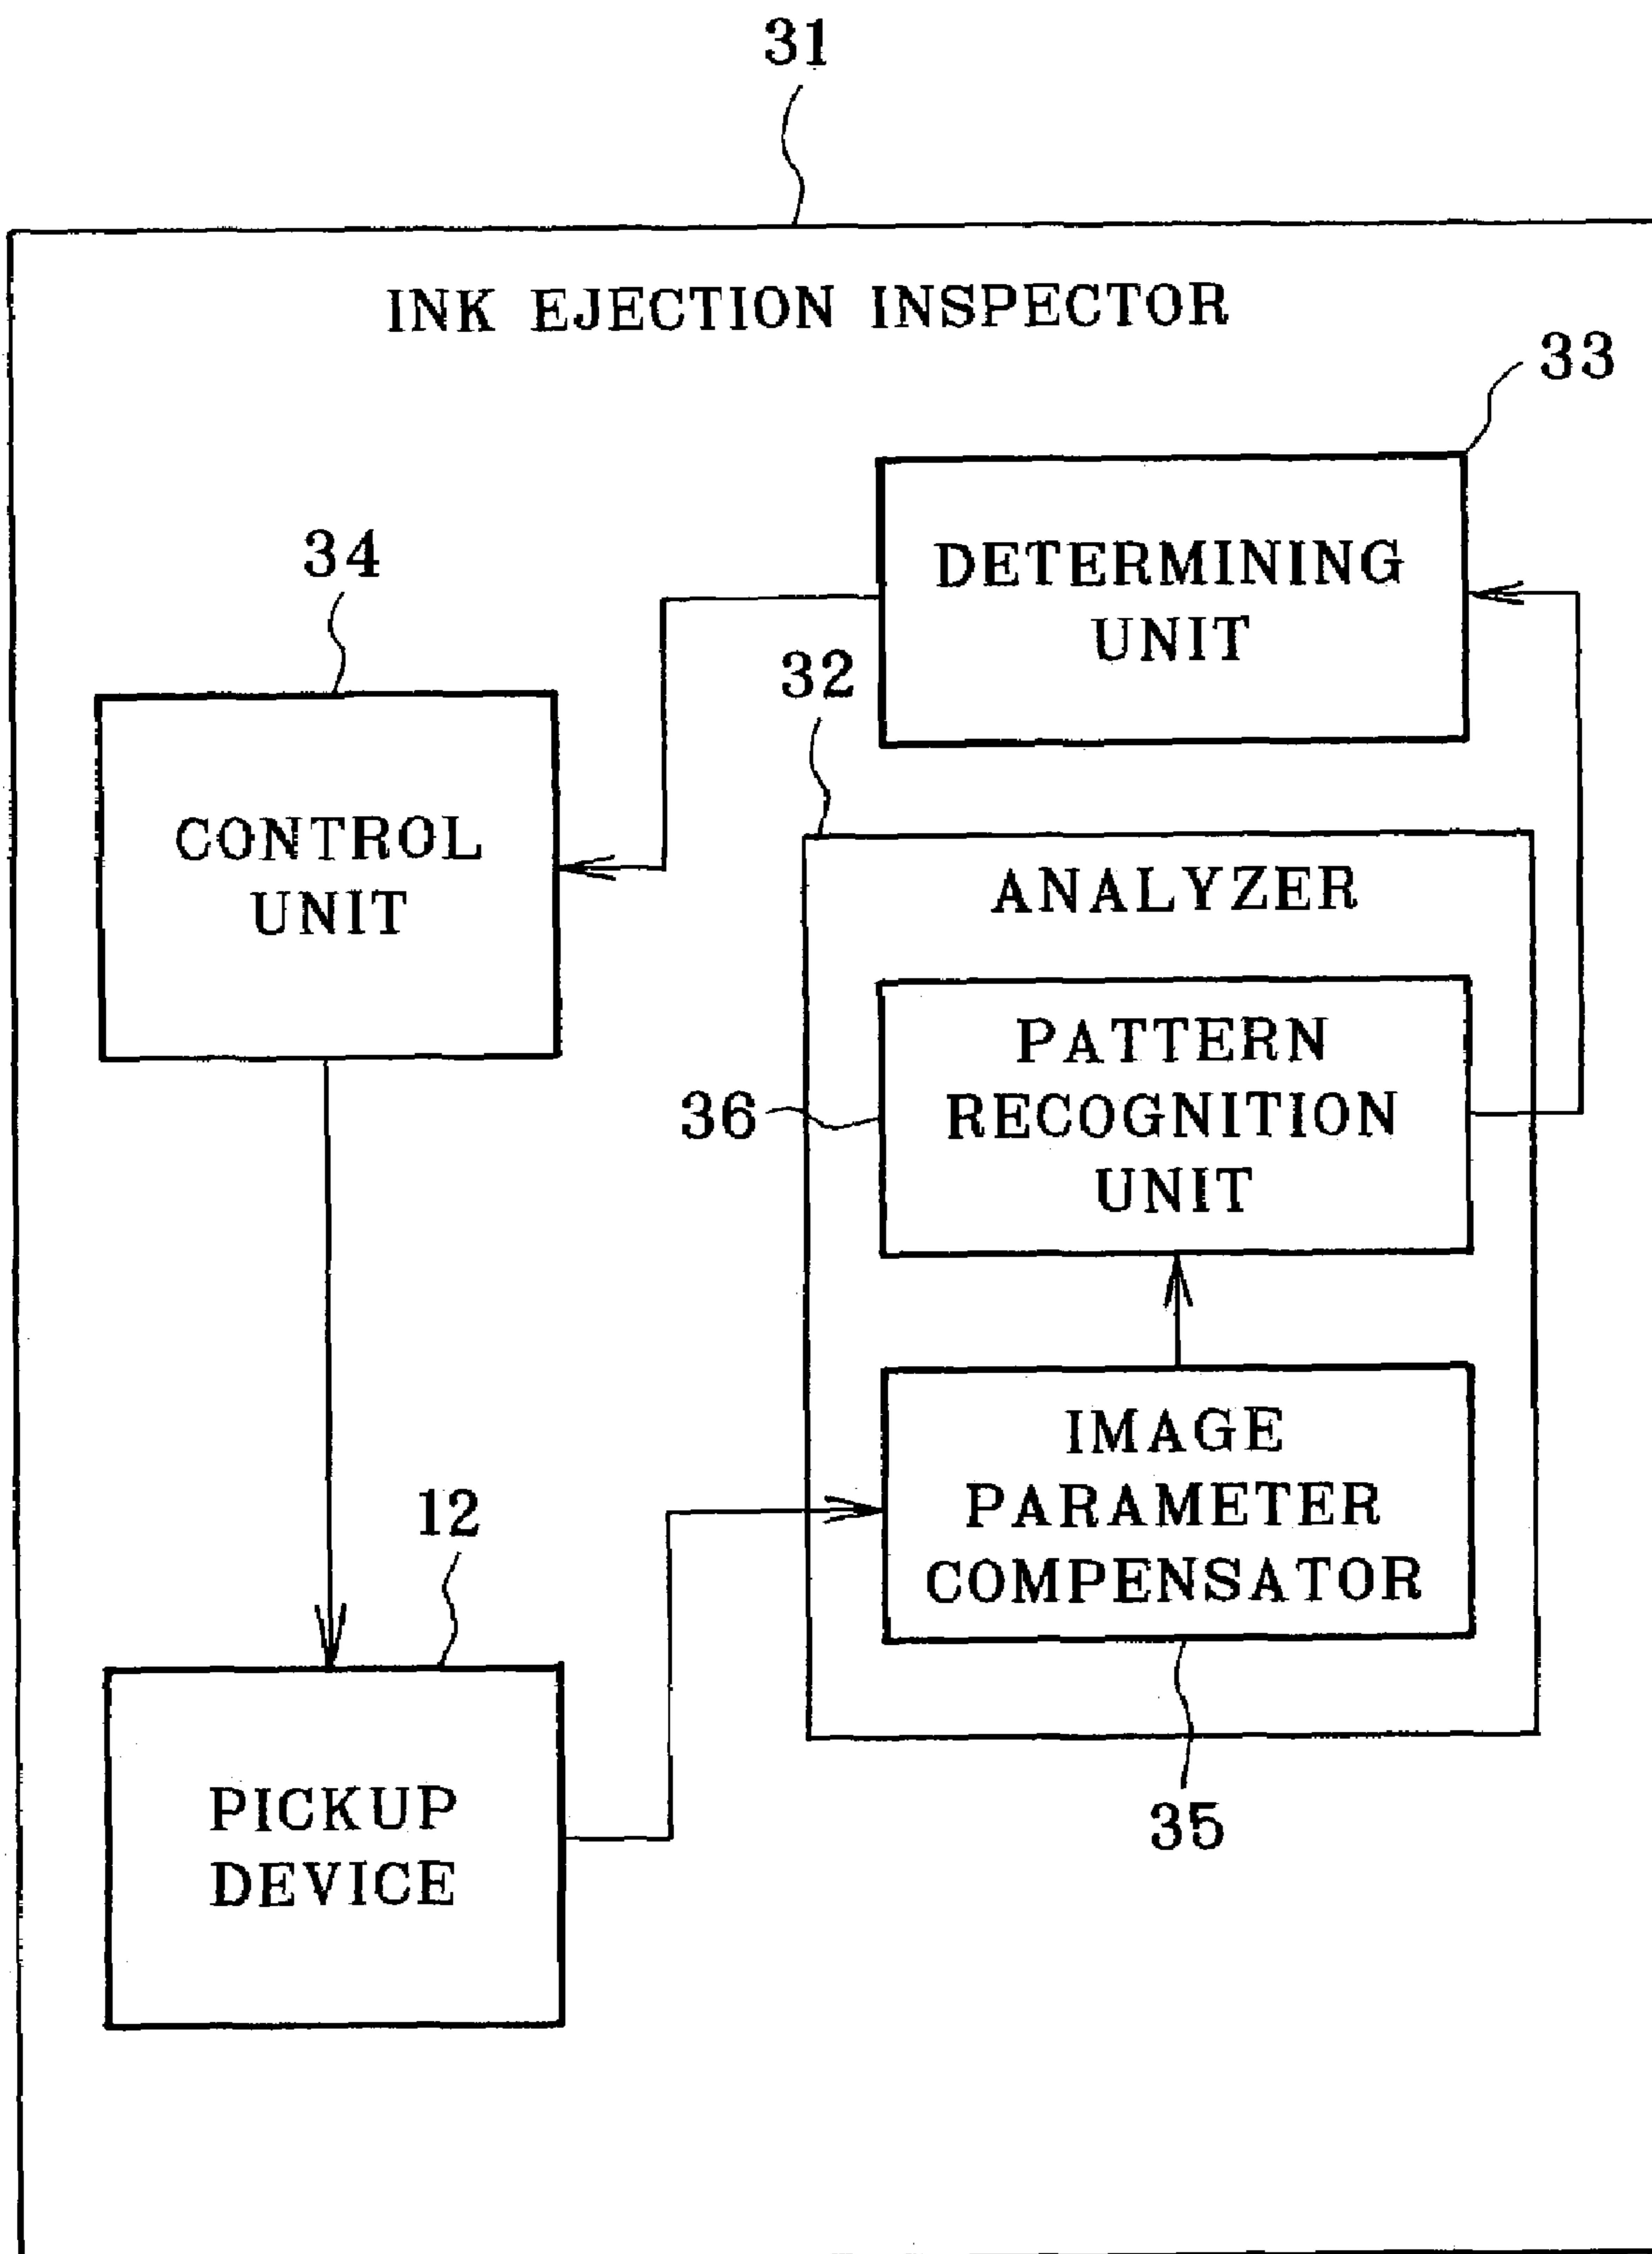 31
INK EJECTION INSPECTOR
33
DETERMINING
UNIT
34
32
CONTROL
UNIT
ANALYZER
PATTERN
RECOGNITION
UNIT
36
IMAGE
PARAMETER
COMPENSATOR
12
35
PICKUP
DEVICE